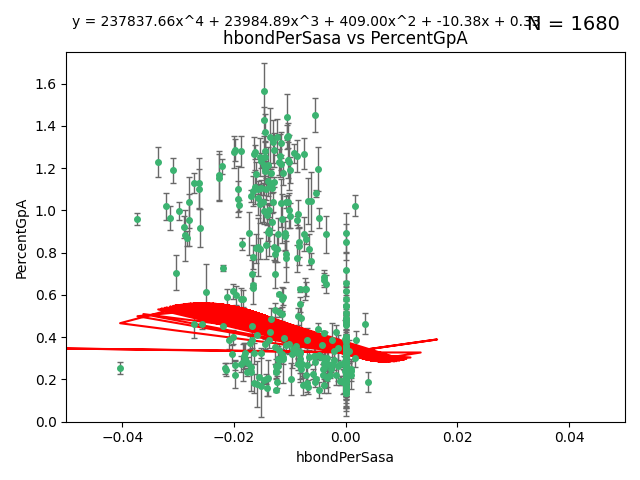 y = 237837.66x^4 + 23984.89x^3 + 409.00x^2 + -10.38x + 0.33
N = 1680
hbondPerSasa vs PercentGpA
1.6
1.4
1.2
1.0
0.8
0.6
0.4
0.2
0.0
PercentGpA
−0.04 −0.02 0.00 0.02 0.04
hbondPerSasa